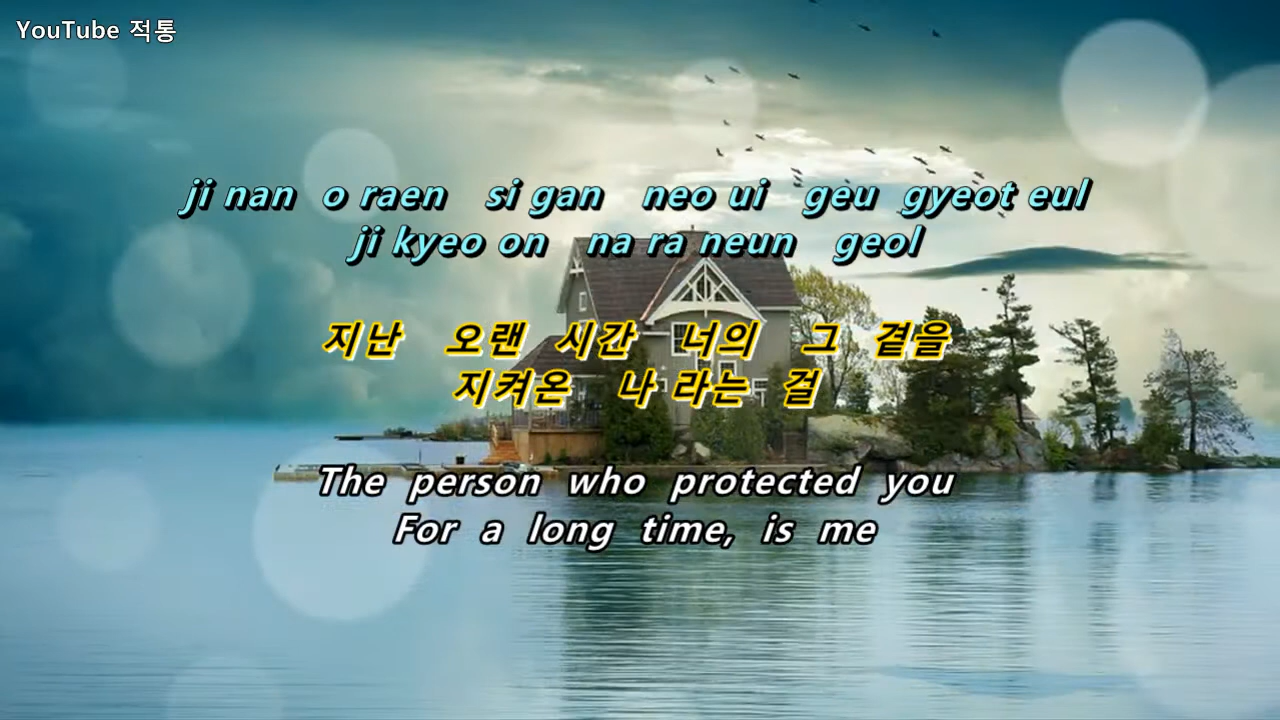 YouTube 적통
ji nan o raen si gan neo ui geu gyeot eul
ji kyeo on na ra neun geol
지난 오랜 시간 너의 그 곁을
지켜온 나 라는 걸
The person who protected you
For a long time, is me